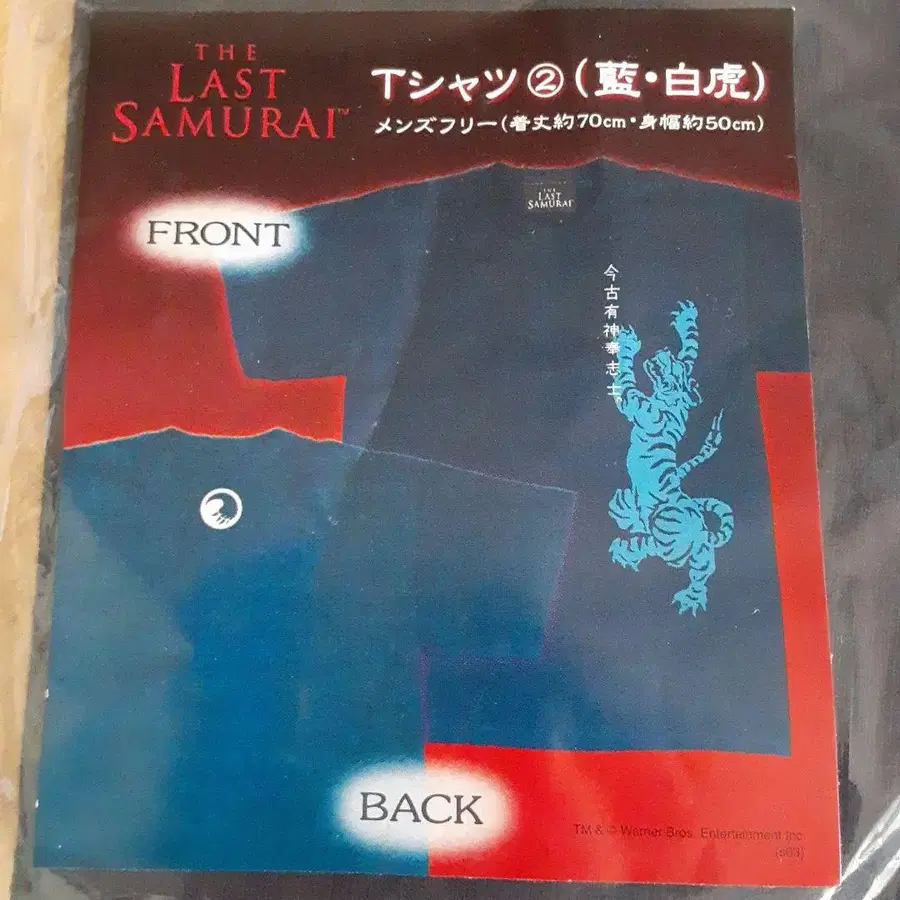 THE
LAST
SAMURAI™
Tシャツ②(藍・白虎)
メンズフリー(着丈約70cm・身幅約50cm)
THE
LAST
SAMURAI
FRONT
今古有神奉志士。
BACK
TM & © Warner Bros. Entertainment Inc
(s03)